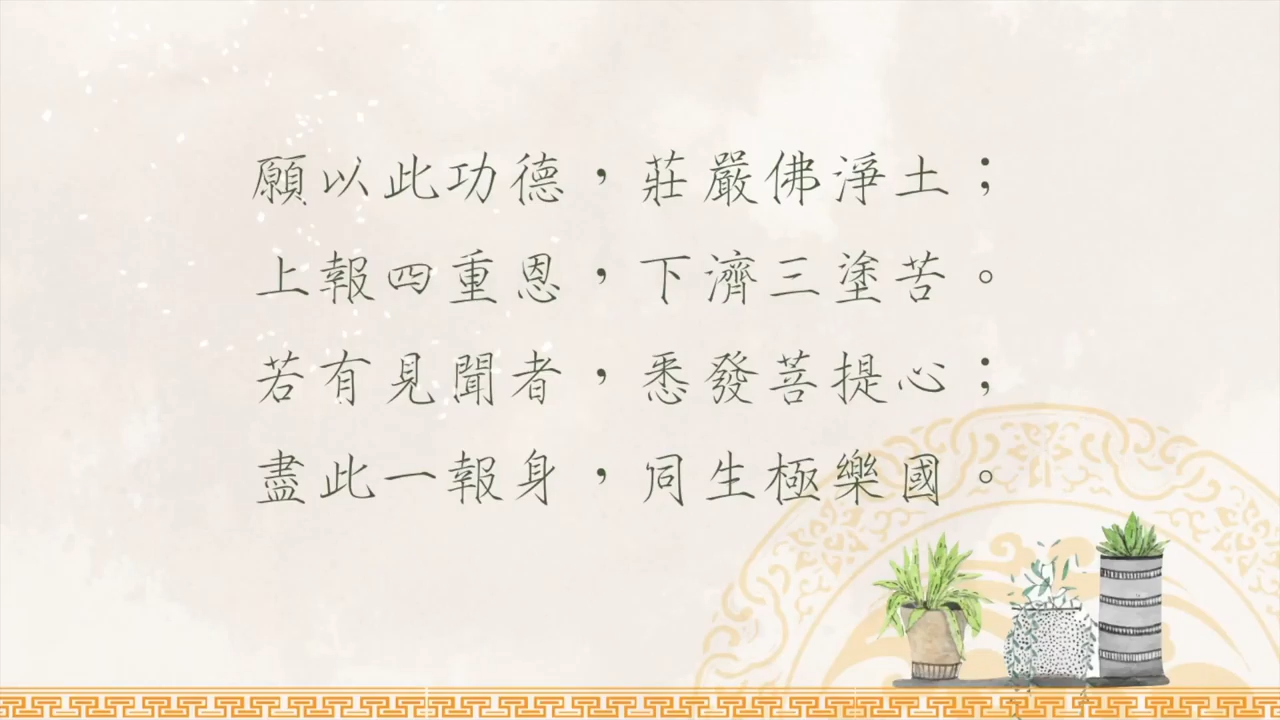 願以此功德，莊嚴佛淨土；
上報四重恩，下濟三塗苦。
若有見聞者，悉發菩提心；
盡此一報身，同生極樂國。